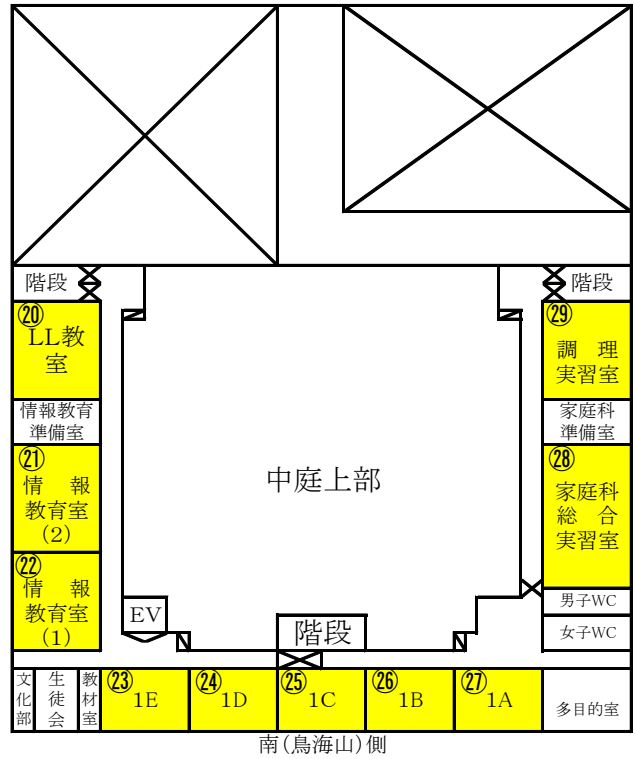 階段
階段
⑳
LL教
室
㉙
調 理
実習室
情報教育
準備室
家庭科
準備室
㉑
情 報
教育室
(2)
中庭上部
㉘
家庭科
総 合
実習室
㉒
情 報
教育室
(1)
EV
階段
男子WC
女子WC
文化部
生徒会
教材室
㉓
1E
㉔
1D
㉕
1C
㉖
1B
㉗
1A
多目的室
南(鳥海山)側